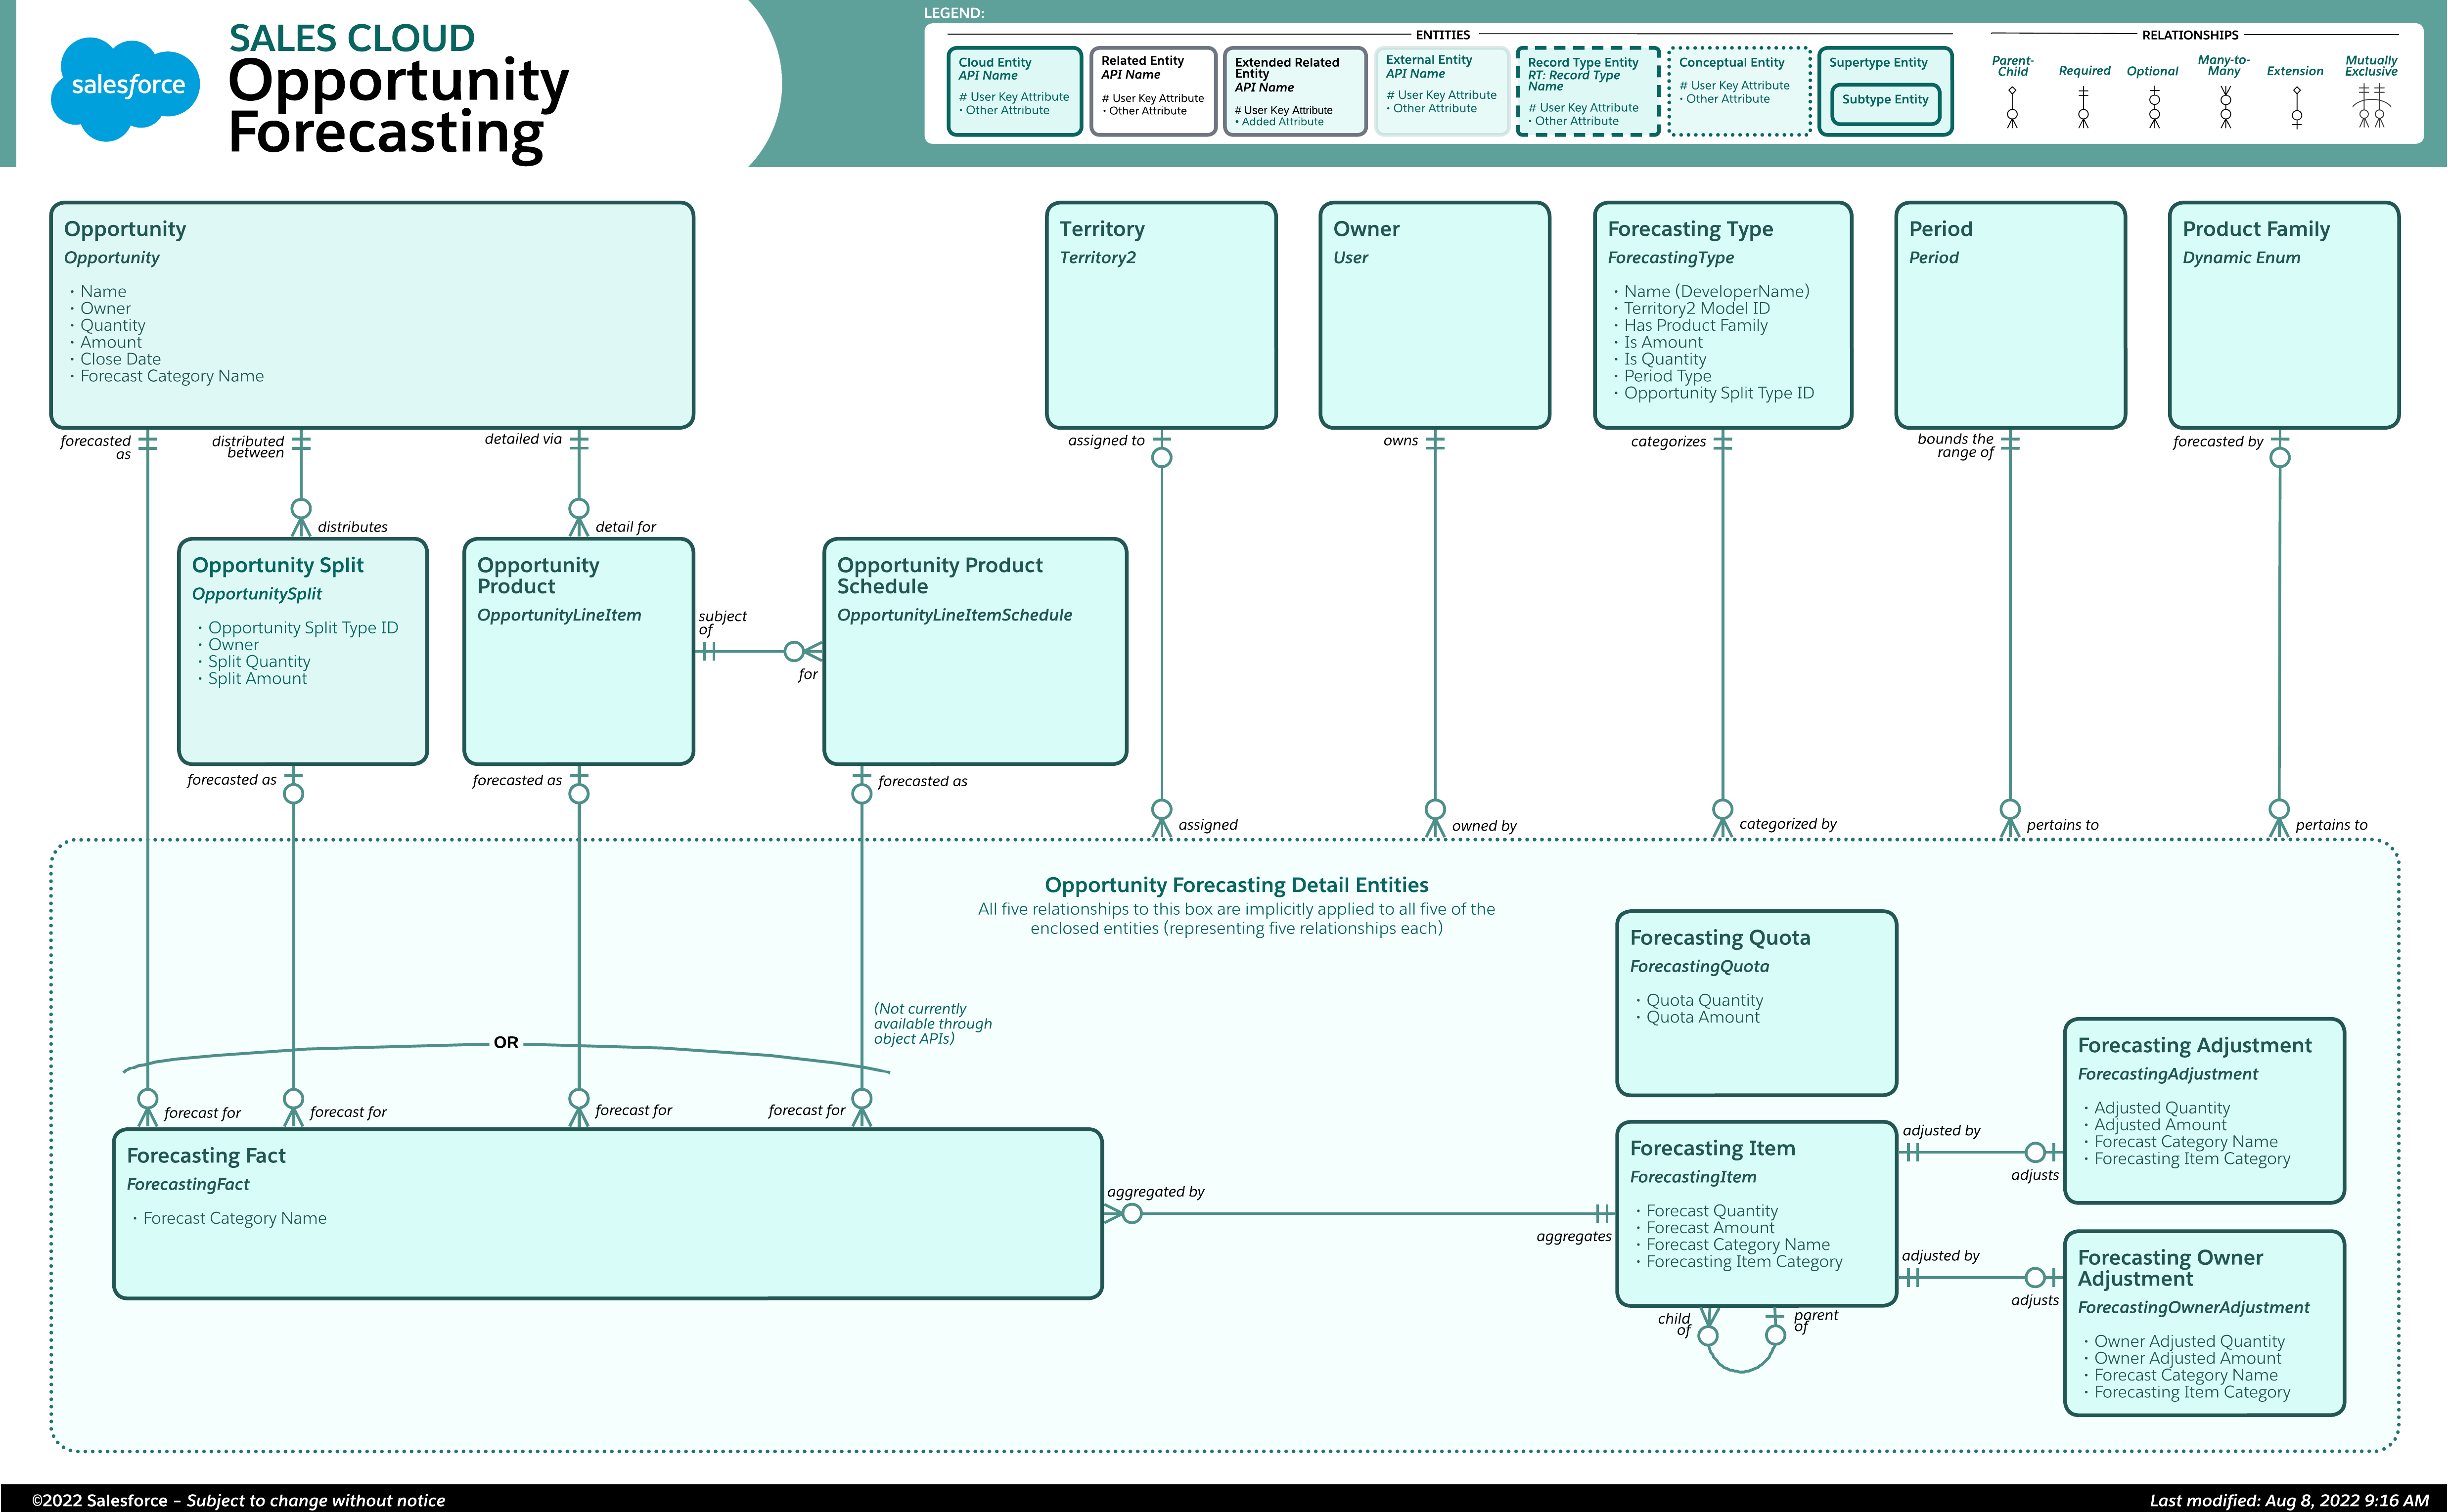 salesforce
SALES CLOUD
Opportunity
Forecasting
LEGEND:
ENTITIES
Cloud Entity
API Name
# User Key Attribute
• Other Attribute
Related Entity
API Name
# User Key Attribute
• Other Attribute
Extended Related
Entity
API Name
# User Key Attribute
• Added Attribute
External Entity
API Name
# User Key Attribute
• Other Attribute
Record Type Entity
RT: Record Type
Name
# User Key Attribute
• Other Attribute
Conceptual Entity
# User Key Attribute
• Other Attribute
Supertype Entity
Subtype Entity
RELATIONSHIPS
Parent-
Child
Required
Optional
Many-to-
Many
Extension
Mutually
Exclusive
Opportunity
Opportunity
• Name
• Owner
• Quantity
• Amount
• Close Date
• Forecast Category Name
Territory
Territory2
Owner
User
Forecasting Type
ForecastingType
• Name (DeveloperName)
• Territory2 Model ID
• Has Product Family
• Is Amount
• Is Quantity
• Period Type
• Opportunity Split Type ID
Period
Period
Product Family
Dynamic Enum
forecasted
as
distributed
between
detailed via
assigned to
owns
categorizes
bounds the
range of
forecasted by
distributes
detail for
Opportunity Split
OpportunitySplit
• Opportunity Split Type ID
• Owner
• Split Quantity
• Split Amount
Opportunity
Product
OpportunityLineItem
subject
of
for
Opportunity Product
Schedule
OpportunityLineItemSchedule
forecasted as
forecasted as
forecasted as
assigned
owned by
categorized by
pertains to
pertains to
Opportunity Forecasting Detail Entities
All five relationships to this box are implicitly applied to all five of the
enclosed entities (representing five relationships each)
(Not currently
available through
object APIs)
OR
forecast for
forecast for
forecast for
forecast for
Forecasting Fact
ForecastingFact
• Forecast Category Name
aggregated by
aggregates
Forecasting Quota
ForecastingQuota
• Quota Quantity
• Quota Amount
Forecasting Item
ForecastingItem
• Forecast Quantity
• Forecast Amount
• Forecast Category Name
• Forecasting Item Category
child
of
parent
of
adjusted by
adjusts
adjusted by
adjusts
Forecasting Adjustment
ForecastingAdjustment
• Adjusted Quantity
• Adjusted Amount
• Forecast Category Name
• Forecasting Item Category
Forecasting Owner
Adjustment
ForecastingOwnerAdjustment
• Owner Adjusted Quantity
• Owner Adjusted Amount
• Forecast Category Name
• Forecasting Item Category
©2022 Salesforce – Subject to change without notice
Last modified: Aug 8, 2022 9:16 AM